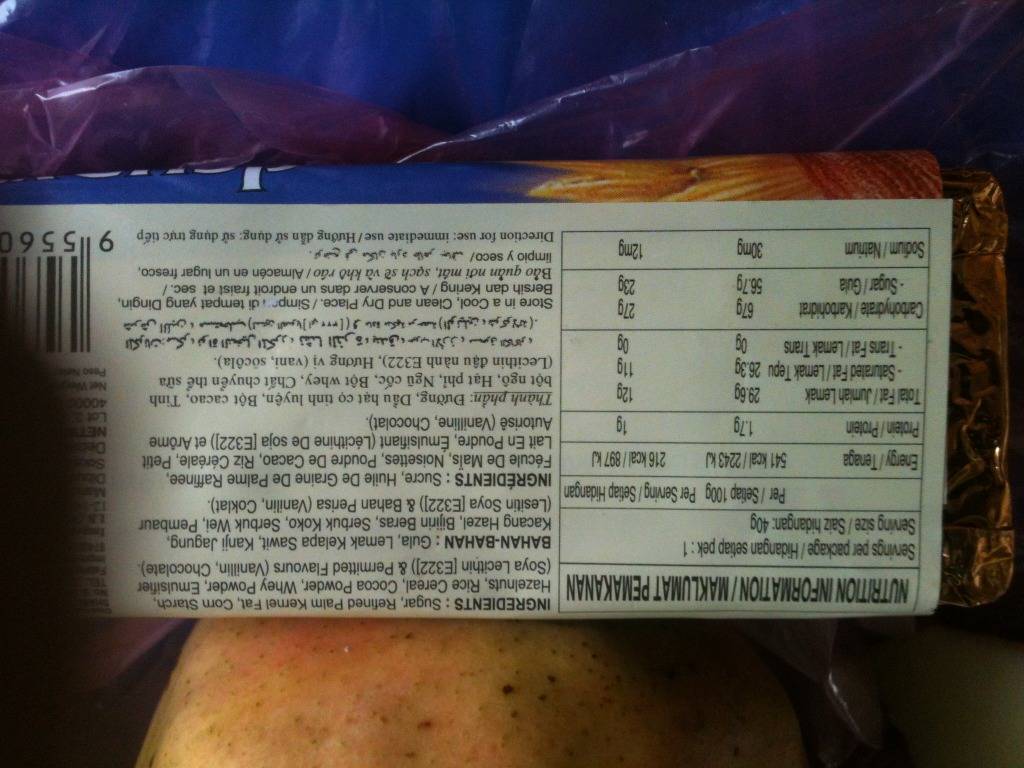 NUTRITION INFORMATION / MAKLUMAT PEMAKANAN
Servings per package / Hidangan setiap pek : 1
Serving size / Saiz hidangan: 40g
Per / Setiap 100g Per Serving / Setiap Hidangan
Energy / Tenaga 541 kcal / 2243 kJ 216 kcal / 897 kJ
Protein / Protein 1.7g 1g
Total Fat / Jumlah Lemak 29.6g 12g
- Saturated Fat / Lemak Tepu 26.3g 11g
- Trans Fat / Lemak Trans 0g 0g
Carbohydrate / Karbohidrat 67g 27g
- Sugar / Gula 56.7g 23g
Sodium / Natrium 30mg 12mg
INGREDIENTS : Sugar, Refined Palm Kernel Fat, Corn Starch,
Hazelnuts, Rice Cereal, Cocoa Powder, Whey Powder, Emulsifier
(Soya Lecithin [E322]) & Permitted Flavours (Vanillin, Chocolate).
BAHAN-BAHAN : Gula, Lemak Kelapa Sawit, Kanji Jagung,
Kacang Hazel, Bijirin Beras, Serbuk Koko, Serbuk Wei, Pembaur
(Lesitin Soya [E322]) & Bahan Perisa (Vanilin, Coklat).
INGRÉDIENTS : Sucre, Huile De Graine De Palme Raffinee,
Fécule De Maïs, Noisettes, Poudre De Cacao, Riz Céréale, Petit
Lait En Poudre, Emulsifiant (Lécithine De soja [E322]) et Arôme
Autorisé (Vanilline, Chocolat).
Thành phần: Đường, Dầu hạt cọ tinh luyện, Bột cacao, Tinh
bột ngô, Hạt phỉ, Ngũ cốc, Bột whey, Chất chuyển thể sữa
(Lecithin đậu nành E322), Hương vị (vani, sôcôla).
Store in a Cool, Clean and Dry Place. / Simpan di tempat yang Dingin,
Bersih dan Kering / A conserver dans un endroit fraist et sec. /
Bảo quản nơi mát, sạch sẽ và khô ráo / Almacén en un lugar fresco,
limpio y seco /
Direction for use: immediate use / Hướng dẫn sử dụng: sử dụng trực tiếp
9 5560